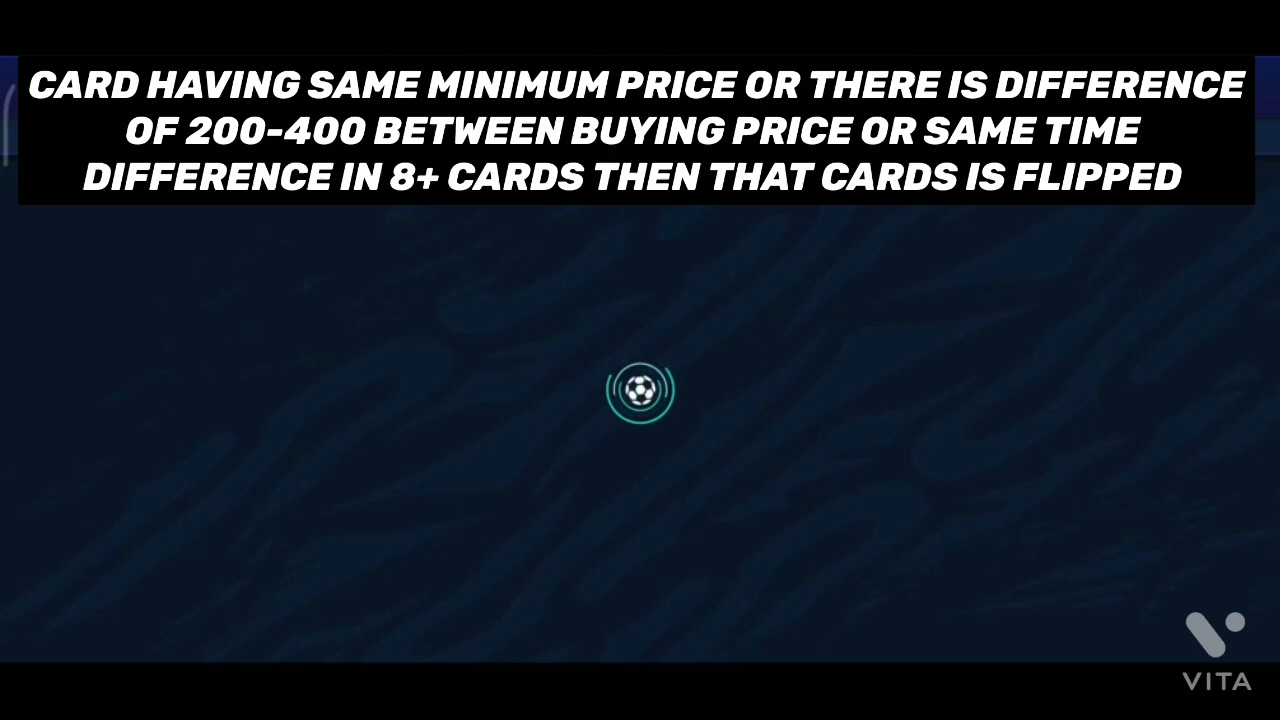 CARD HAVING SAME MINIMUM PRICE OR THERE IS DIFFERENCE
OF 200-400 BETWEEN BUYING PRICE OR SAME TIME
DIFFERENCE IN 8+ CARDS THEN THAT CARDS IS FLIPPED
VITA